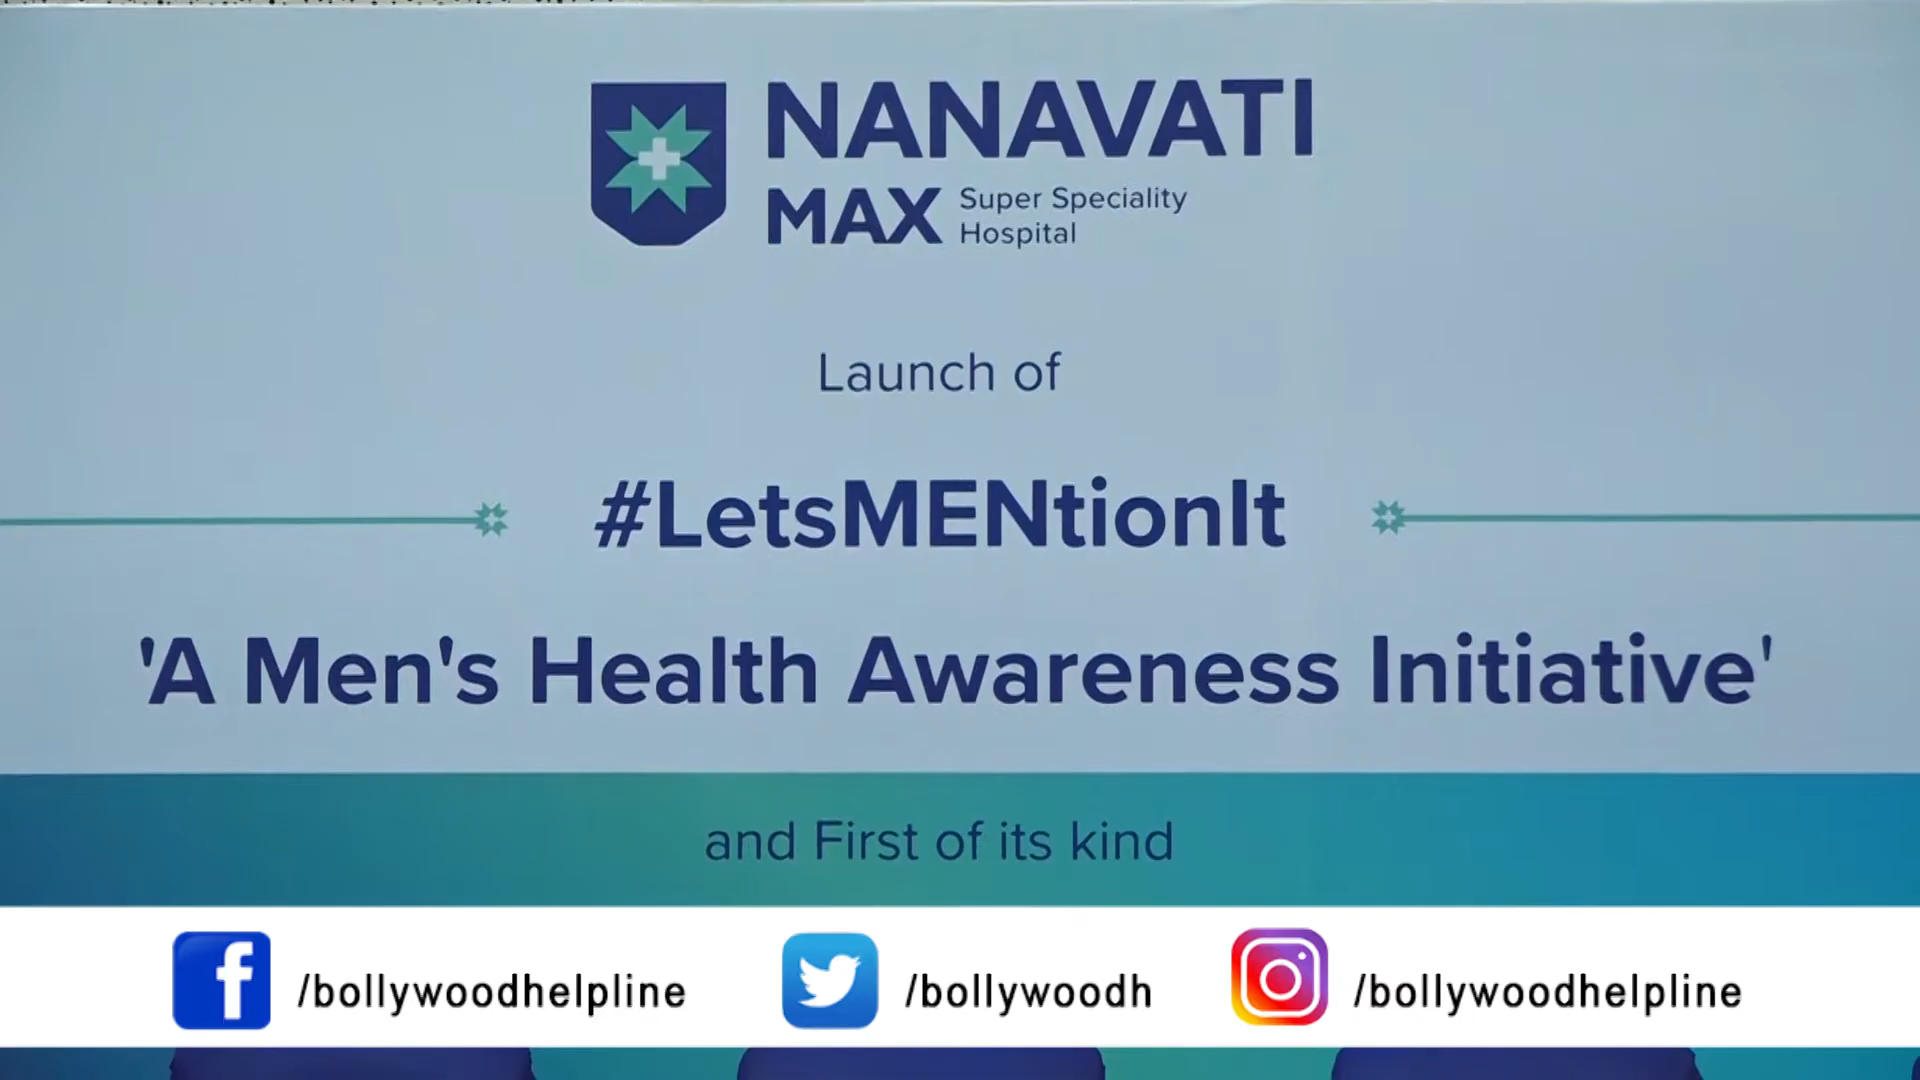 NANAVATI
MAX Super Speciality
Hospital
Launch of
#LetsMENtionIt
'A Men's Health Awareness Initiative'
and First of its kind
/bollywoodhelpline /bollywoodh /bollywoodhelpline